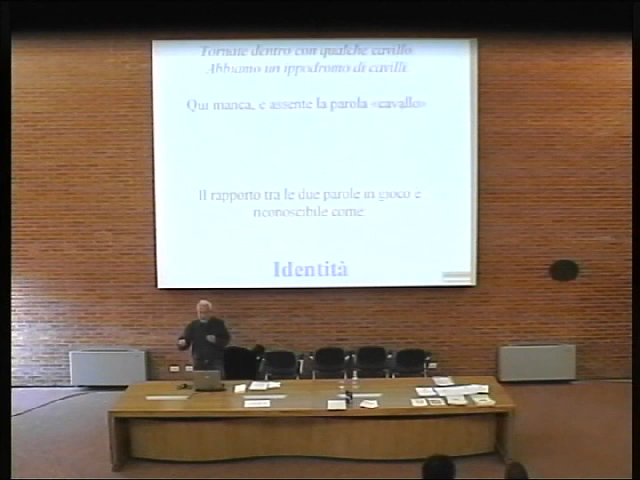 Tornate dentro con qualche cavillo.
Abbiamo un ippodromo di cavilli.
Qui manca, e assente la parola «cavallo»
Il rapporto tra le due parole in gioco e
riconoscibile come
Identità